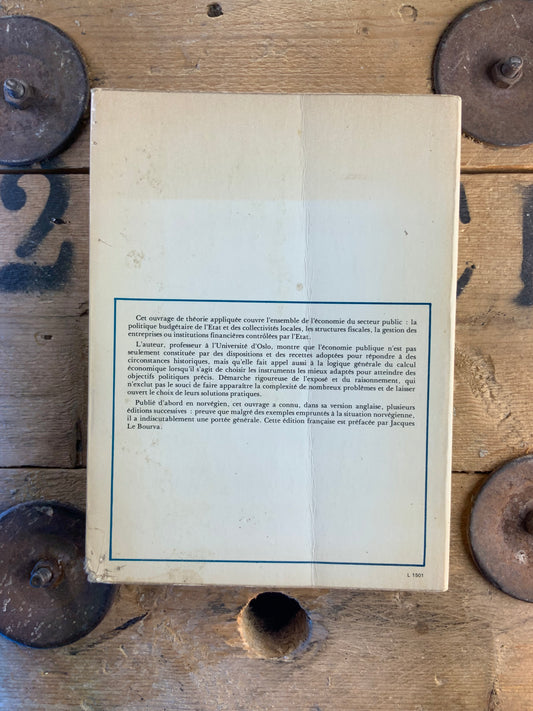 2
Cet ouvrage de théorie appliquée couvre l'ensemble de l'économie du secteur public : la
politique budgétaire de l'Etat et des collectivités locales, les structures fiscales, la gestion des
entreprises ou institutions financières contrôlées par l'Etat.
L'auteur, professeur à l'Université d'Oslo, montre que l'économie publique n'est pas
seulement constituée par des dispositions et des recettes adoptées pour répondre à des
circonstances historiques, mais qu'elle fait appel aussi à la logique générale du calcul
économique lorsqu'il s'agit de choisir les instruments les mieux adaptés pour atteindre des
objectifs politiques précis. Démarche rigoureuse de l'exposé et du raisonnement, qui
n'exclut pas le souci de faire apparaître la complexité de nombreux problèmes et de laisser
ouvert le choix de leurs solutions pratiques.
Publié d'abord en norvégien, cet ouvrage a connu, dans sa version anglaise, plusieurs
éditions successives : preuve que malgré des exemples empruntés à la situation norvégienne,
il a indiscutablement une portée générale. Cette édition française est préfacée par Jacques
Le Bourva.
L 1501